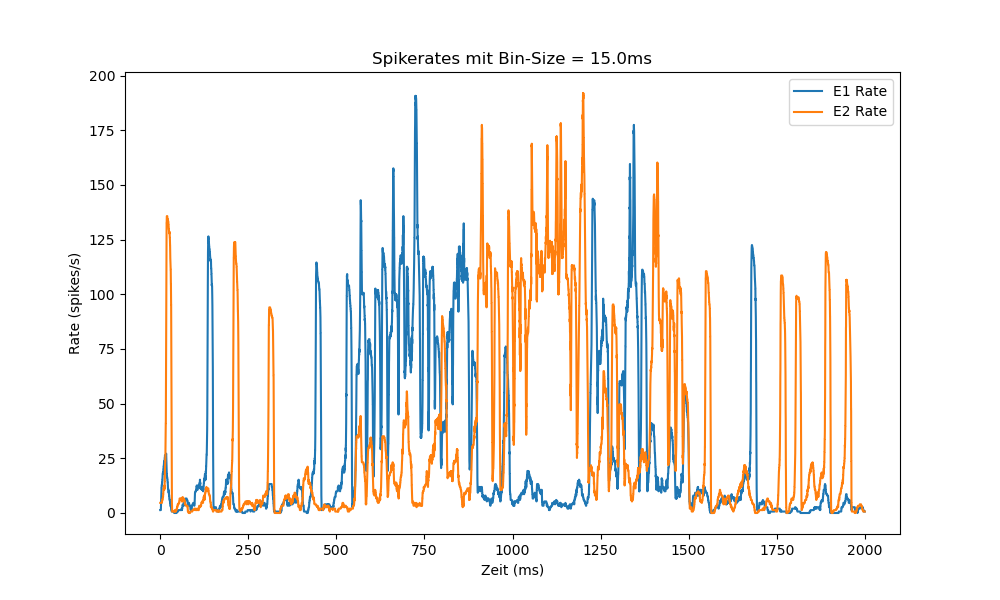 Spikerates mit Bin-Size = 15.0ms
E1 Rate
E2 Rate
Rate (spikes/s)
200
175
150
125
100
75
50
25
0
0 250 500 750 1000 1250 1500 1750 2000
Zeit (ms)